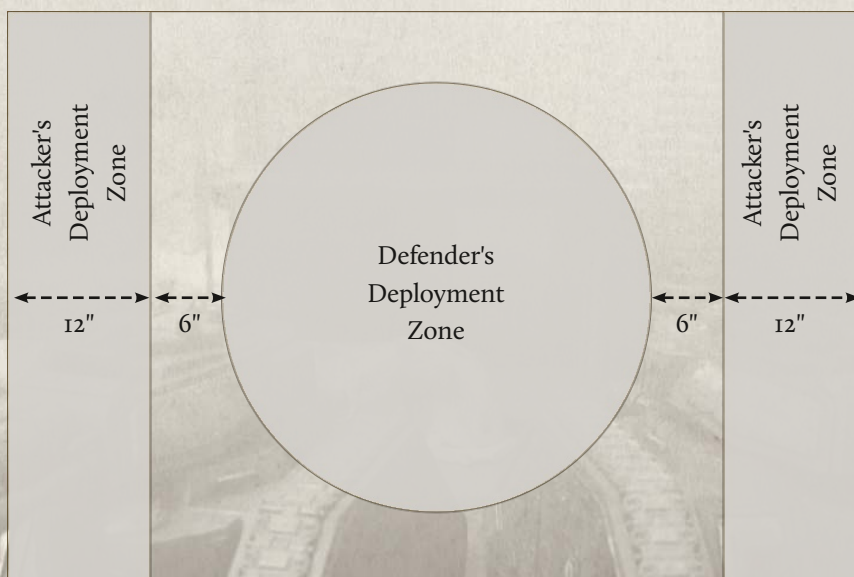 Attacker's
Deployment
Zone
12"
6"
Defender's
Deployment
Zone
6"
Attacker's
Deployment
Zone
12"